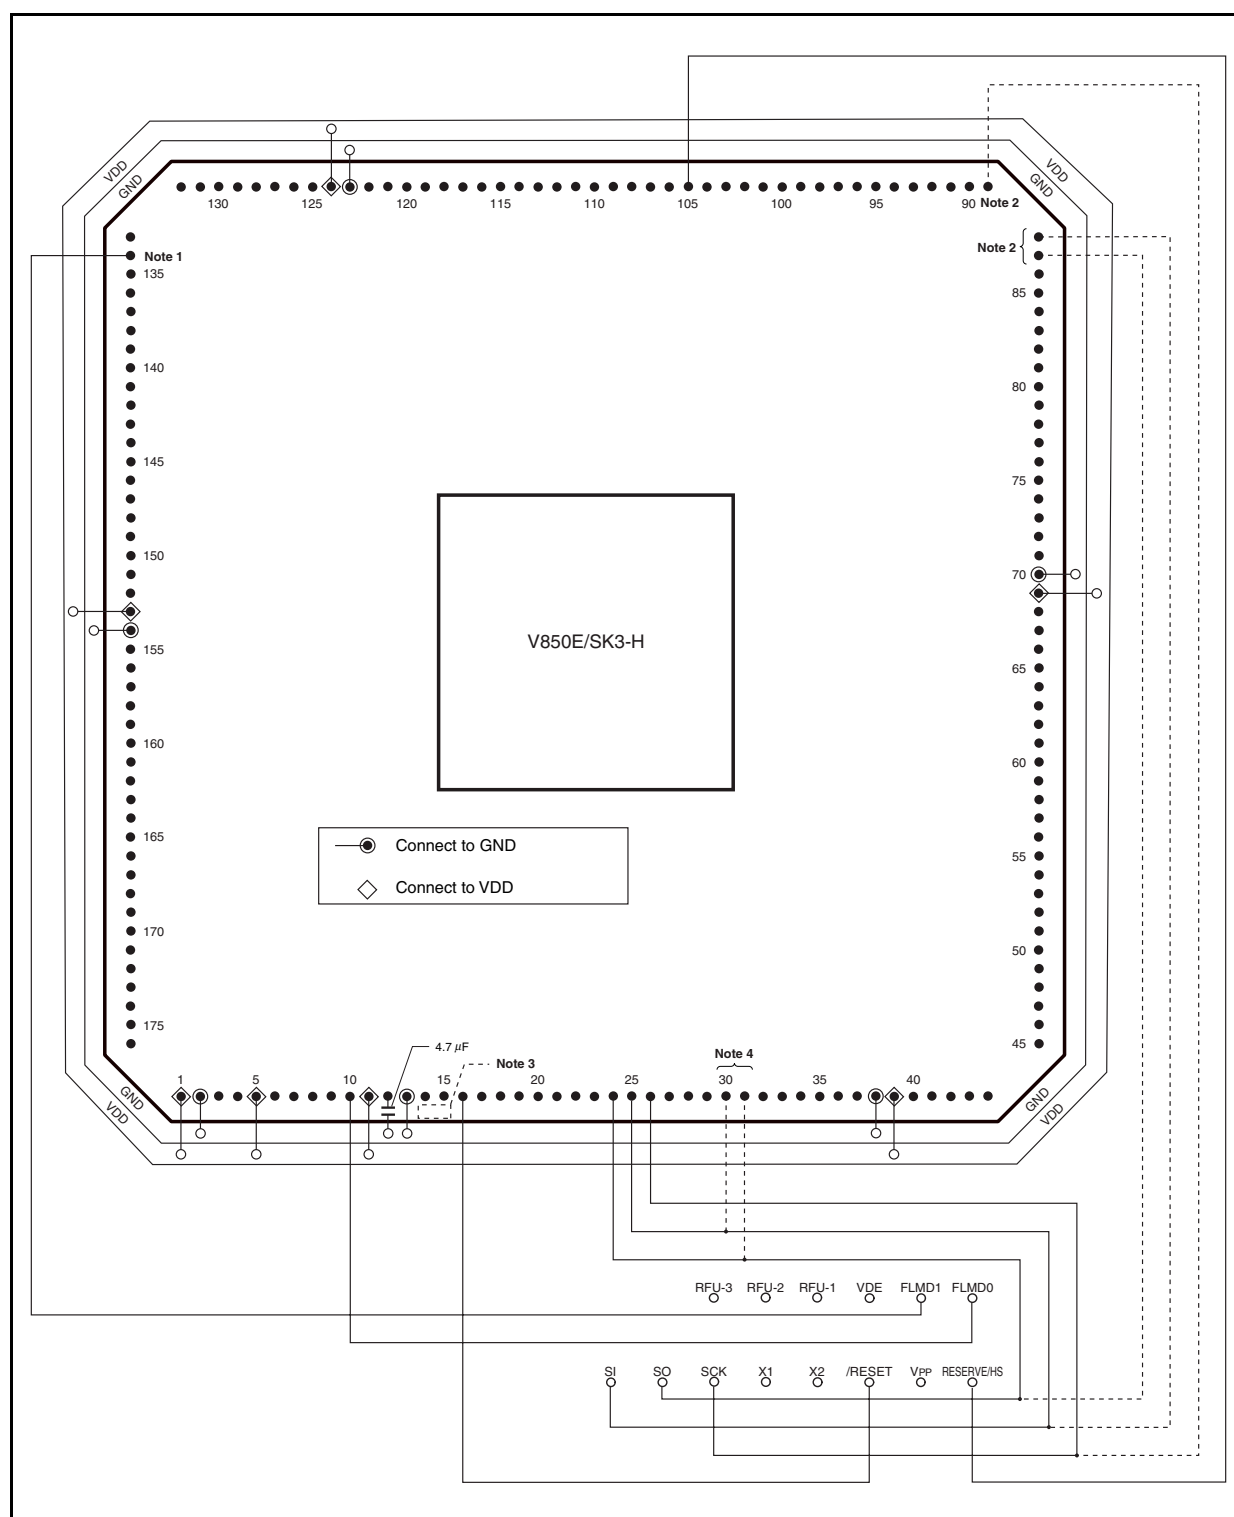 VDD
GND
VDD
GND
130
125
120
115
110
105
100
95
90
Note 2
Note 1
Note 2
135
85
140
80
145
75
150
70
V850E/SK3-H
155
65
160
60
165
55
Connect to GND
Connect to VDD
170
50
175
45
4.7 μF
Note 3
Note 4
1
5
10
15
20
25
30
35
40
GND
VDD
GND
VDD
RFU-3 RFU-2 RFU-1 VDE FLMD1 FLMD0
SI SO SCK X1 X2 /RESET VPP RESERVE/HS